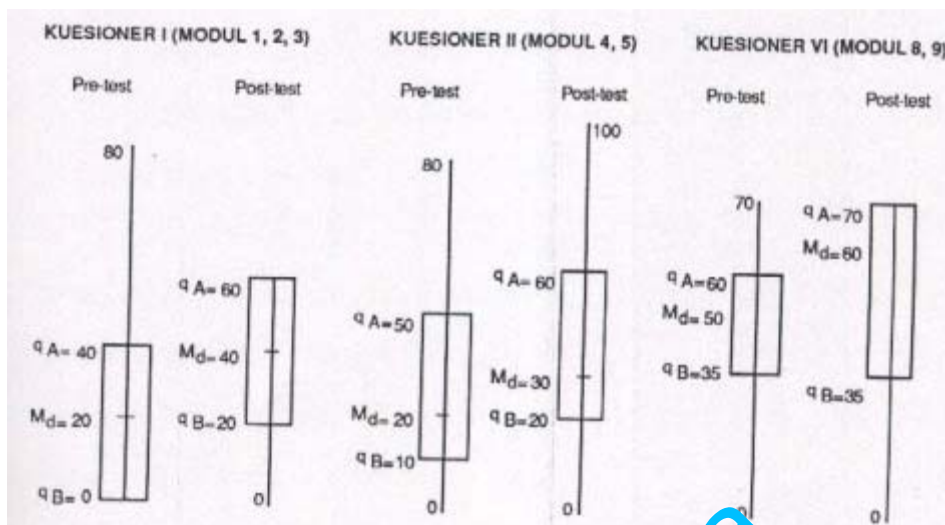 KUESIONER I (MODUL 1, 2, 3)
Pre-test
Post-test
80
q A= 40
Md= 20
q B= 0
q A= 60
Md= 40
q B= 20
0
KUESIONER II (MODUL 4, 5)
Pre-test
Post-test
80
q A= 50
Md= 20
q B= 10
0
100
q A= 60
Md= 30
q B= 20
0
KUESIONER VI (MODUL 8, 9)
Pre-test
Post-test
70
q A= 60
Md= 50
q B= 35
0
q A= 70
Md= 60
q B= 35
0